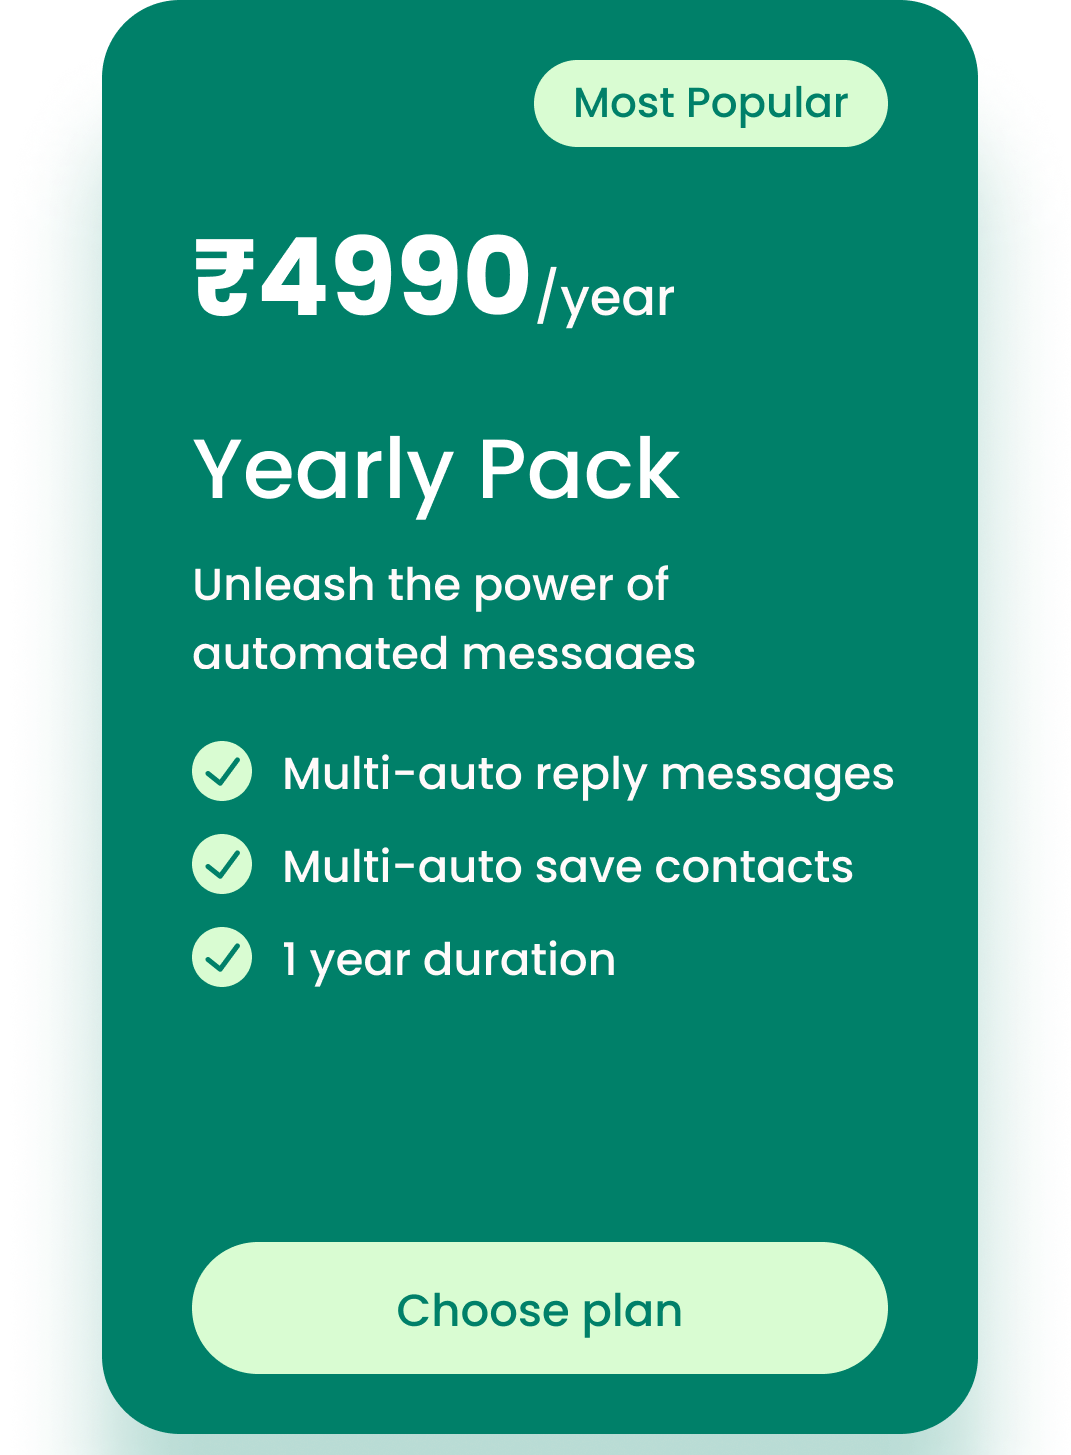 Most Popular
₹4990/year
Yearly Pack
Unleash the power of
automated messages
Multi-auto reply messages
Multi-auto save contacts
1 year duration
Choose plan